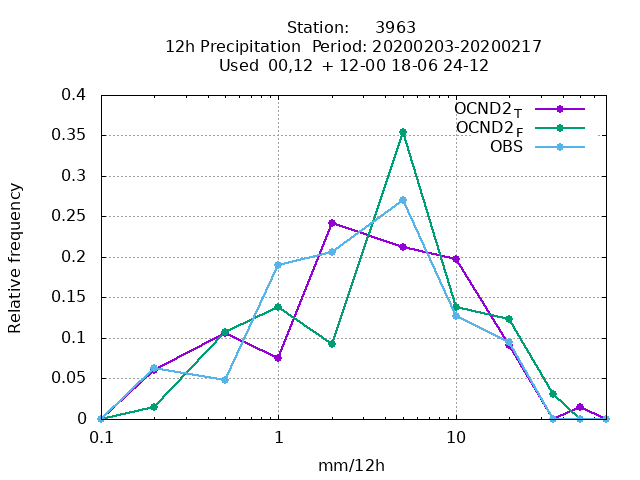 Station: 3963
12h Precipitation Period: 20200203-20200217
Used 00,12 + 12-00 18-06 24-12
OCND2_T
OCND2_F
OBS
Relative frequency
0.4
0.35
0.3
0.25
0.2
0.15
0.1
0.05
0
0.1 1 10
mm/12h